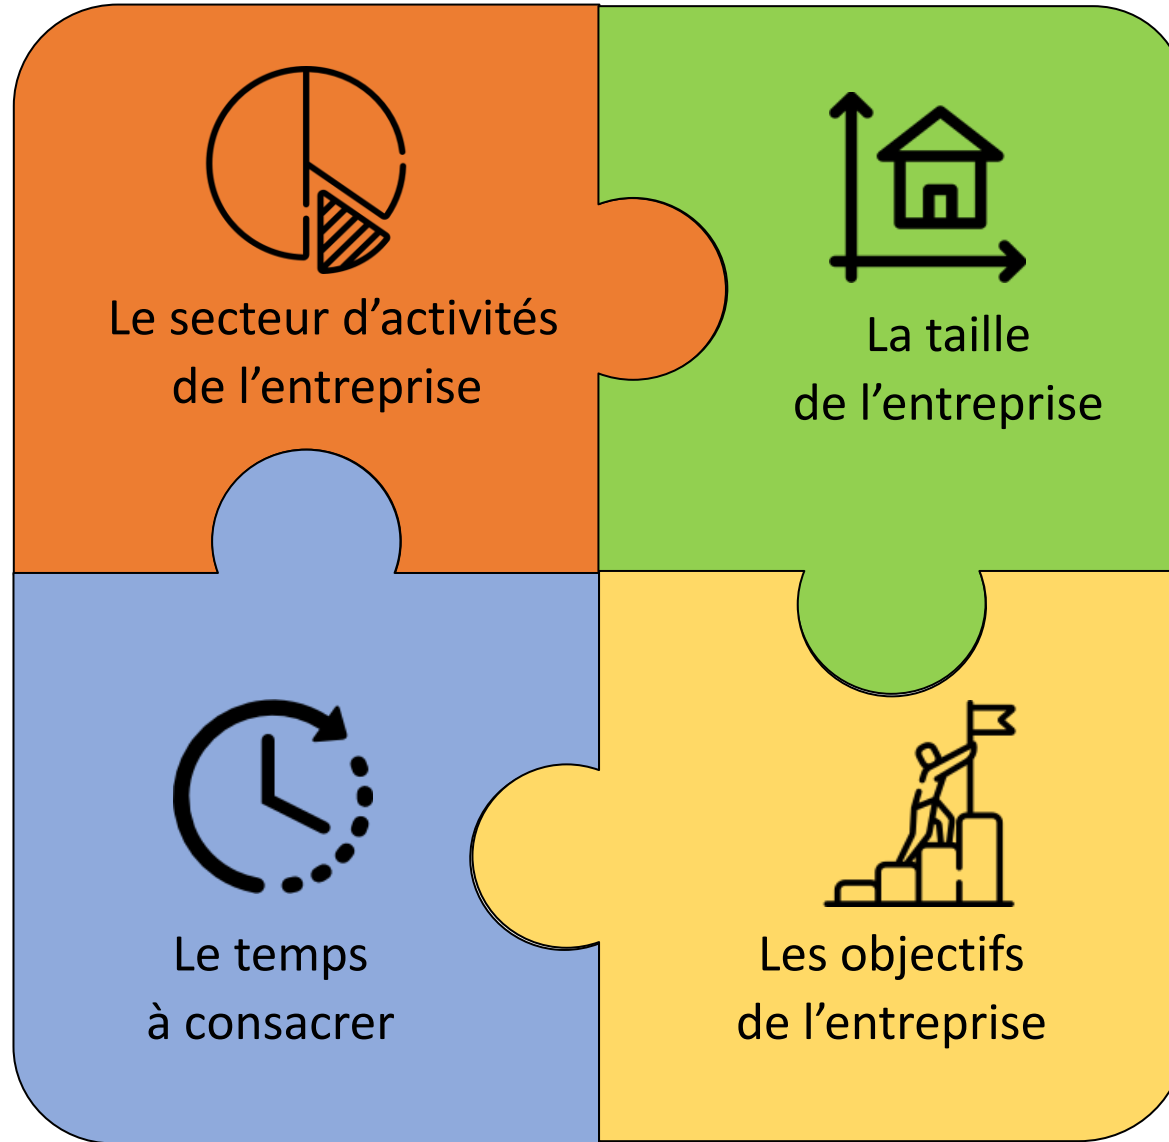 Le secteur d’activités
de l’entreprise
La taille
de l’entreprise
Le temps
à consacrer
Les objectifs
de l’entreprise